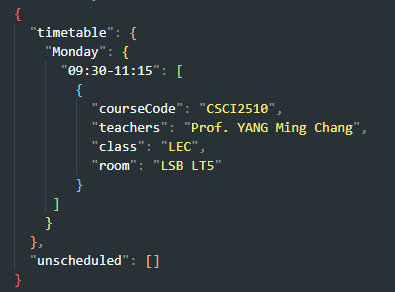 {
"timetable": {
"Monday": {
"09:30-11:15": [
{
"courseCode": "CSCI2510",
"teachers": "Prof. YANG Ming Chang",
"class": "LEC",
"room": "LSB LT5"
}
]
}
},
"unscheduled": []
}